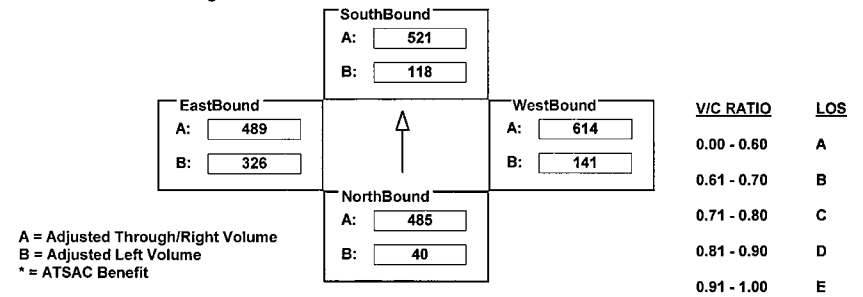 SouthBound
A: 521
B: 118
EastBound
A: 489
B: 326
WestBound
A: 614
B: 141
NorthBound
A: 485
B: 40
A = Adjusted Through/Right Volume
B = Adjusted Left Volume
* = ATSAC Benefit
V/C RATIO LOS
0.00 - 0.60 A
0.61 - 0.70 B
0.71 - 0.80 C
0.81 - 0.90 D
0.91 - 1.00 E